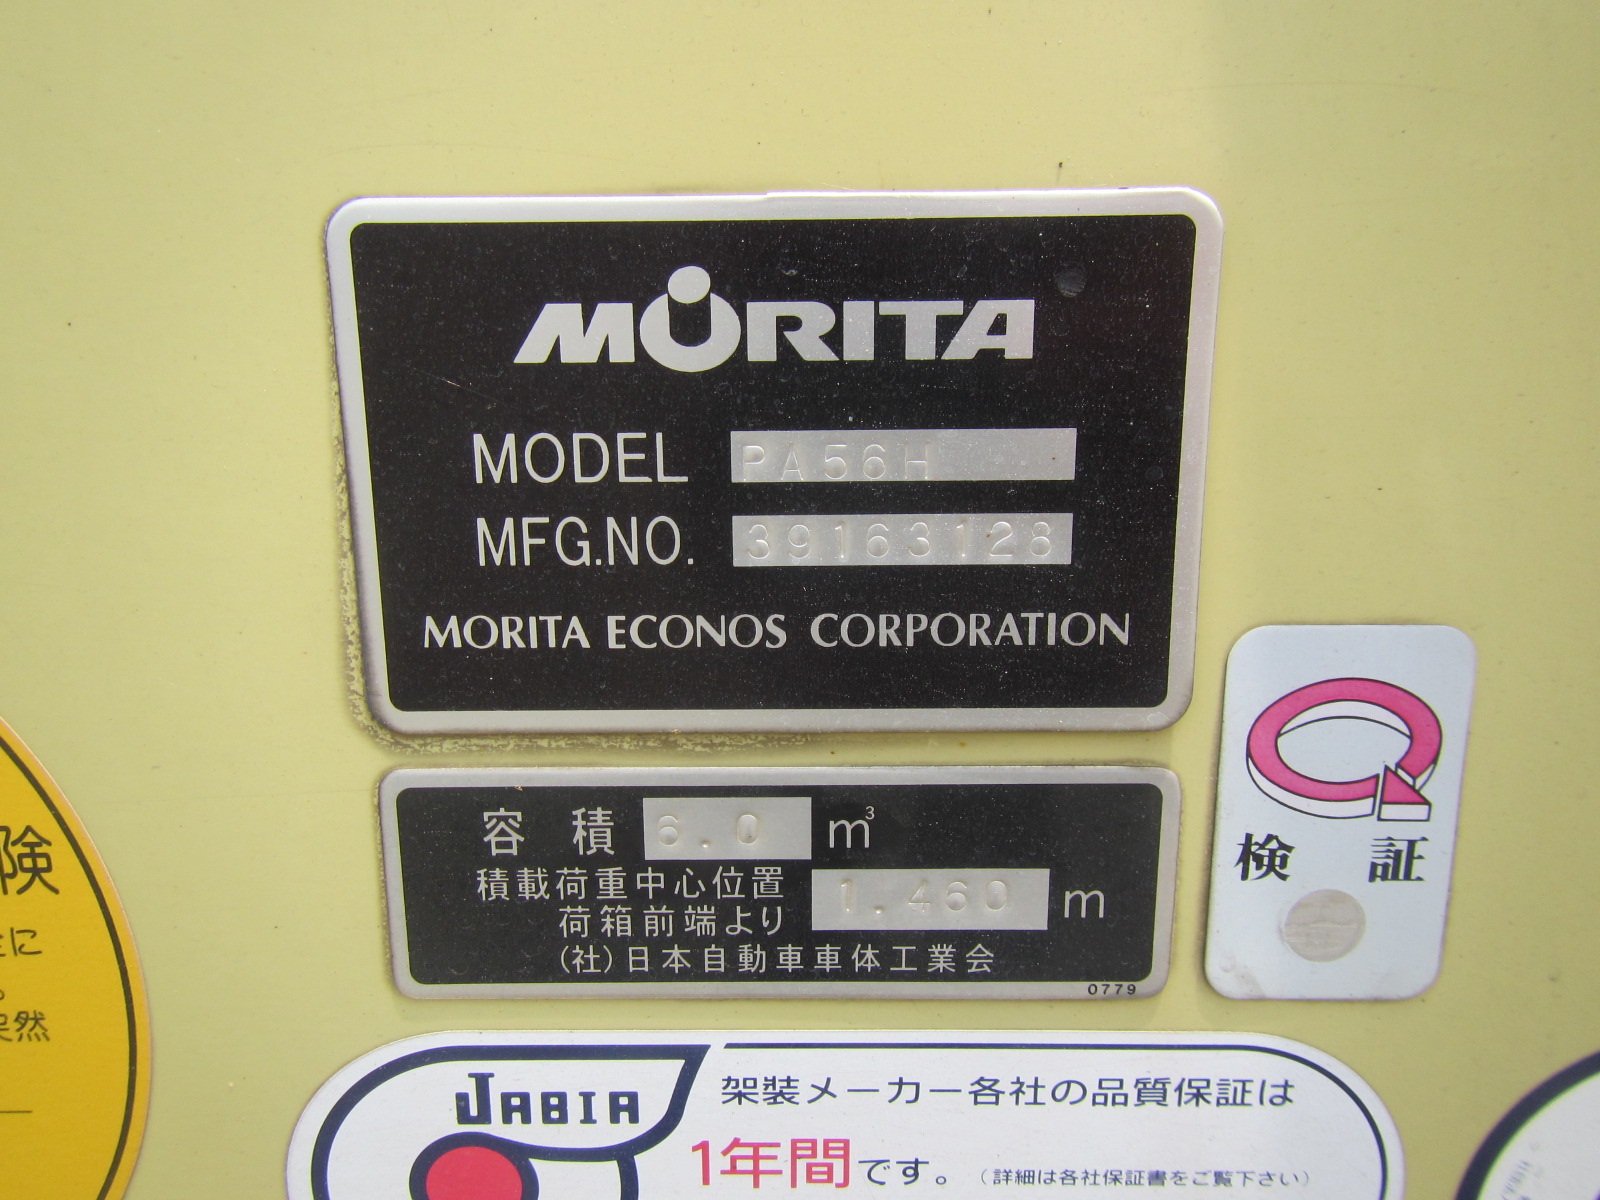 MORITA
MODEL PA56H
MFG.NO. 39163128
MORITA ECONOS CORPORATION
容積 6.0 m³
積載荷重中心位置
荷箱前端より 1.460 m
(社)日本自動車車体工業会
0779
検証
険
に
。
突然
JABIA
架装メーカー各社の品質保証は
1年間です。(詳細は各社保証書をご覧下さい)